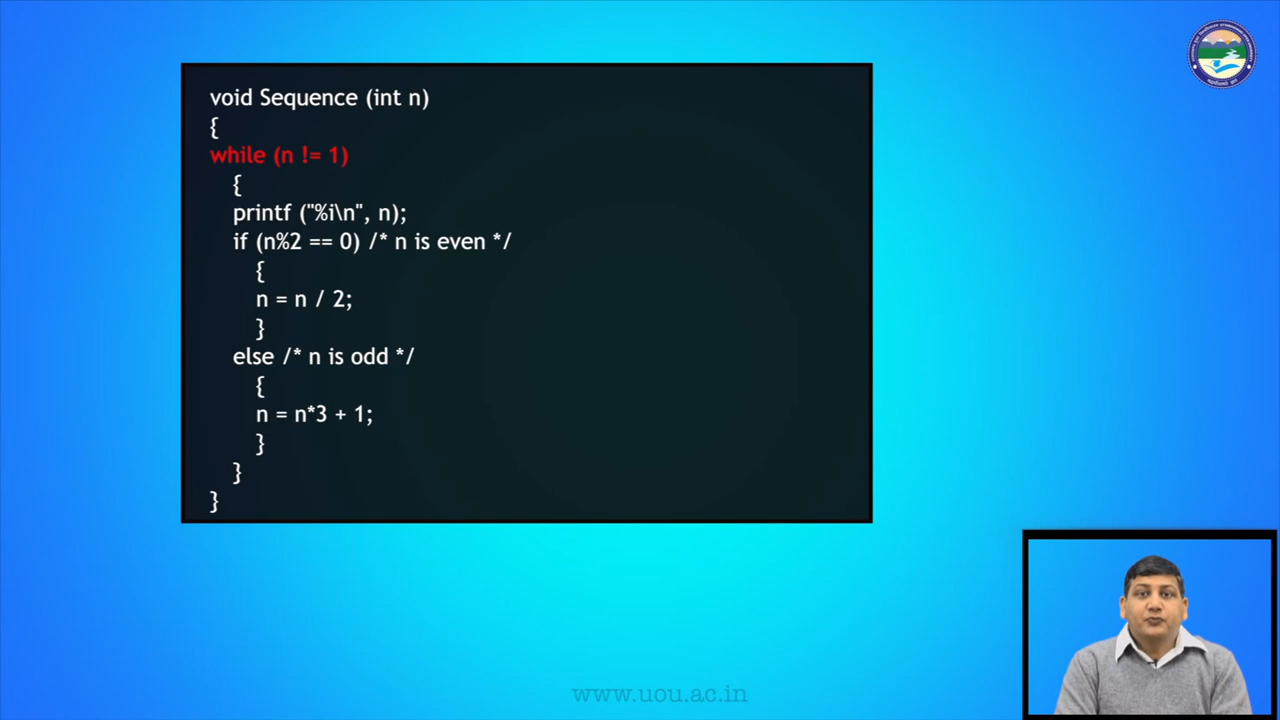 void Sequence (int n)
{
while (n != 1)
{
printf ("%i\n", n);
if (n%2 == 0) /* n is even */
{
n = n / 2;
}
else /* n is odd */
{
n = n*3 + 1;
}
}
}
www.uou.ac.in